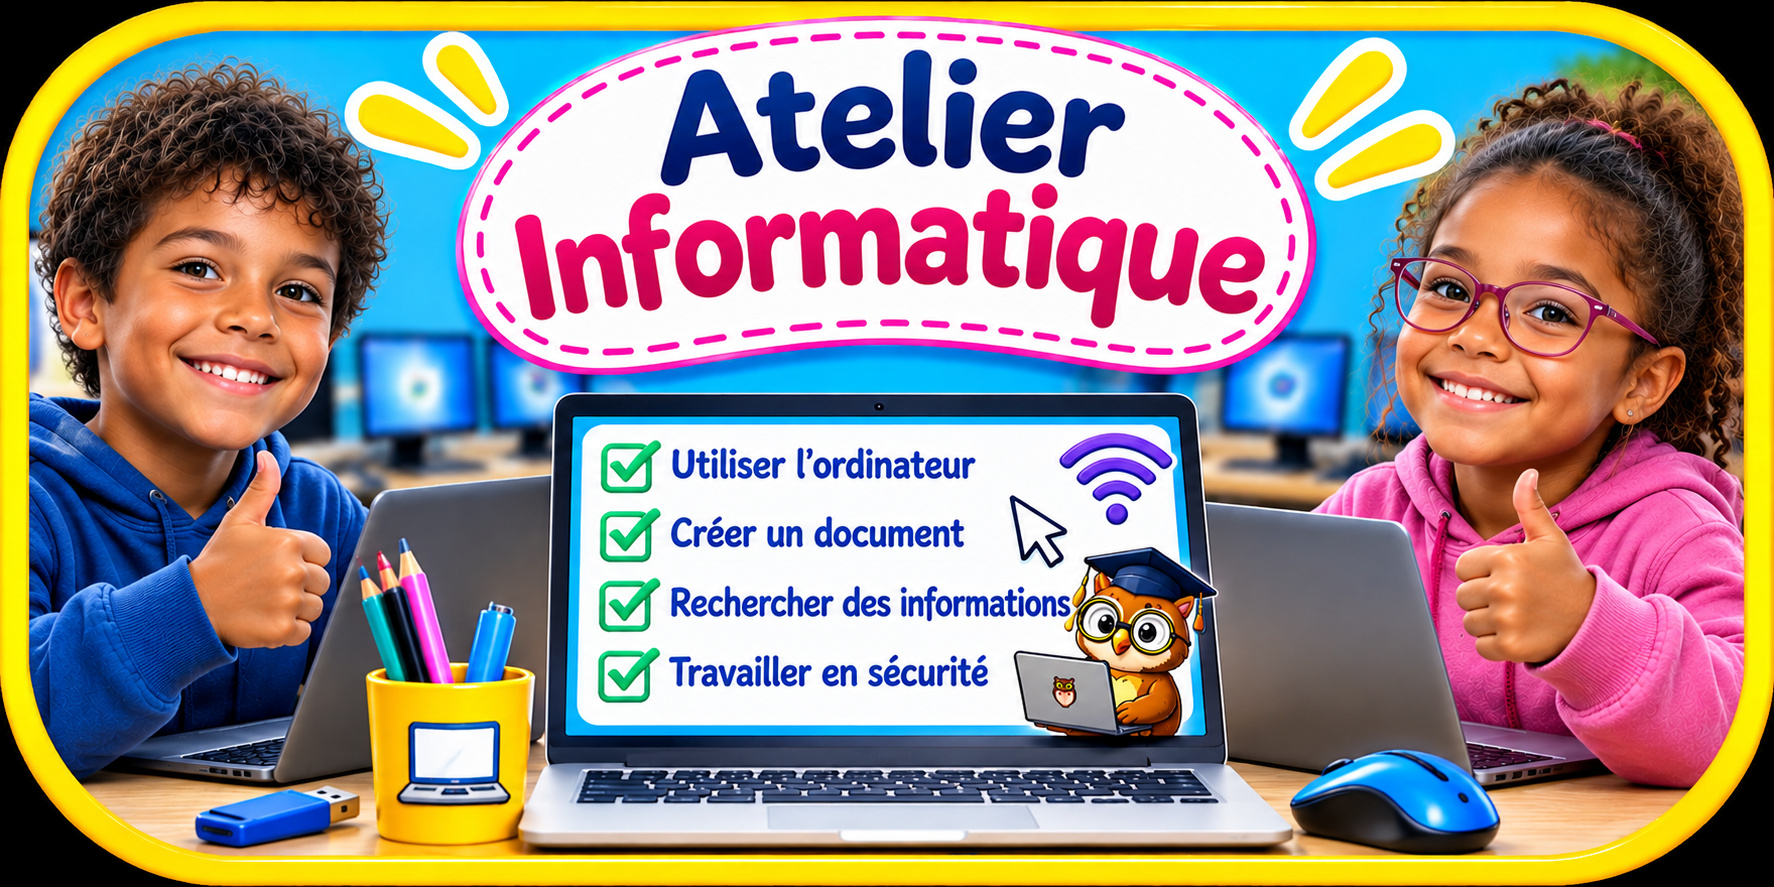 Atelier
Informatique
Utiliser l'ordinateur
Créer un document
Rechercher des informations
Travailler en sécurité